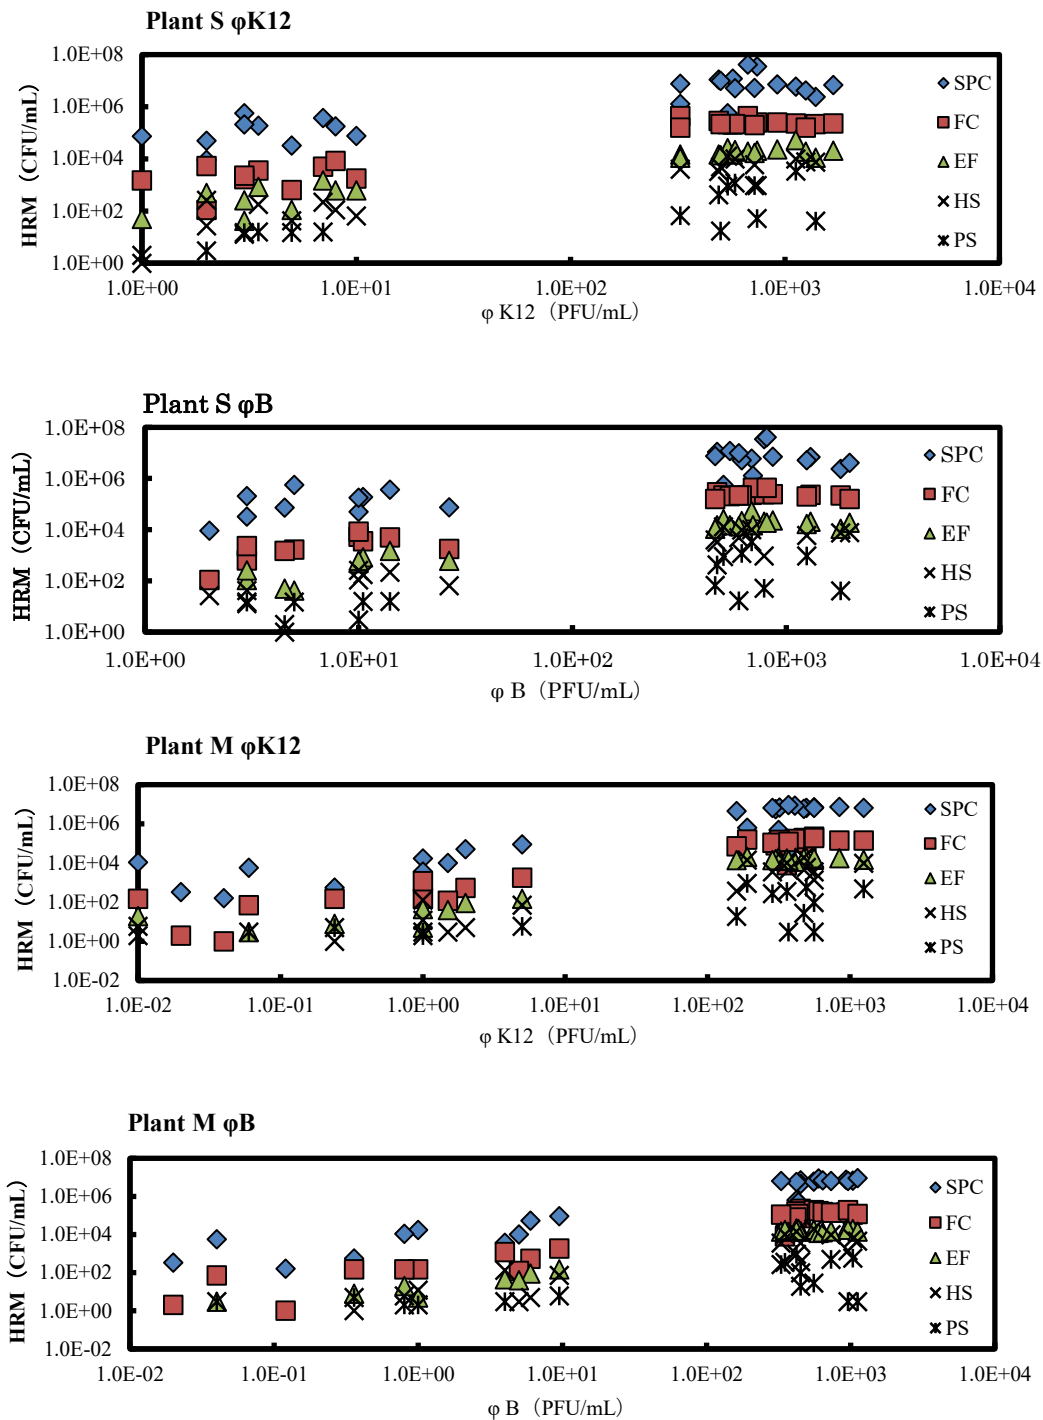 Plant S φK12
HRM (CFU/mL)
1.0E+08
1.0E+06
1.0E+04
1.0E+02
1.0E+00
1.0E+00 1.0E+01 1.0E+02 1.0E+03 1.0E+04
φ K12 (PFU/mL)
SPC
FC
EF
HS
PS
Plant S φB
HRM (CFU/mL)
1.0E+08
1.0E+06
1.0E+04
1.0E+02
1.0E+00
1.0E+00 1.0E+01 1.0E+02 1.0E+03 1.0E+04
φ B (PFU/mL)
SPC
FC
EF
HS
PS
Plant M φK12
HRM (CFU/mL)
1.0E+08
1.0E+06
1.0E+04
1.0E+02
1.0E+00
1.0E-02
1.0E-02 1.0E-01 1.0E+00 1.0E+01 1.0E+02 1.0E+03 1.0E+04
φ K12 (PFU/mL)
SPC
FC
EF
HS
PS
Plant M φB
HRM (CFU/mL)
1.0E+08
1.0E+06
1.0E+04
1.0E+02
1.0E+00
1.0E-02
1.0E-02 1.0E-01 1.0E+00 1.0E+01 1.0E+02 1.0E+03 1.0E+04
φ B (PFU/mL)
SPC
FC
EF
HS
PS